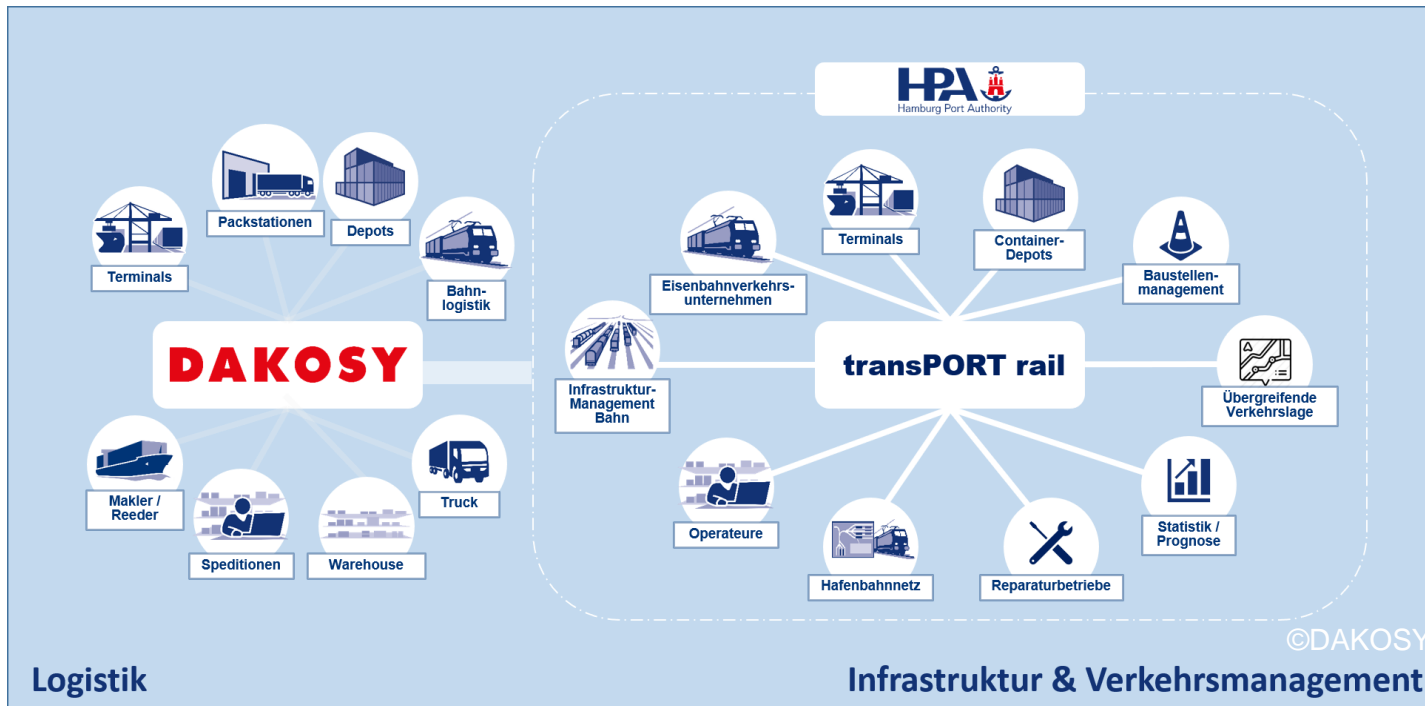 HPA
Hamburg Port Authority
Packstationen
Depots
Terminals
Bahn-
logistik
DAKOSY
Makler /
Reeder
Speditionen
Warehouse
Truck
Eisenbahnverkehrs-
unternehmen
Terminals
Container-
Depots
Baustellen-
management
Infrastruktur-
Management
Bahn
transPORT rail
Übergreifende
Verkehrslage
Operateure
Hafenbahnnetz
Reparaturbetriebe
Statistik /
Prognose
©DAKOSY
Logistik
Infrastruktur & Verkehrsmanagement